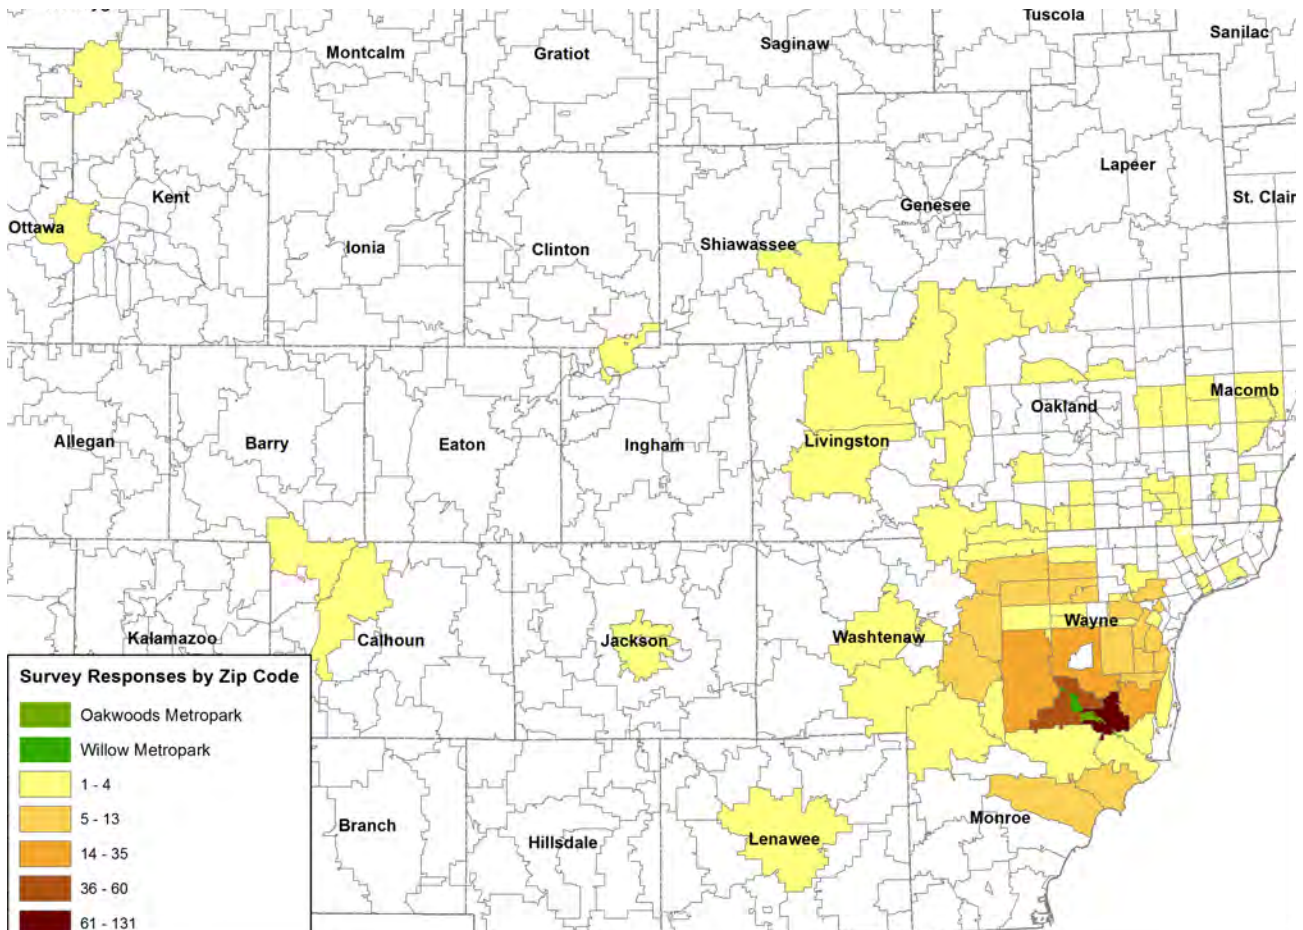 Tuscola
Sanilac
Saginaw
Montcalm
Gratiot
Lapeer
Kent
St. Clair
Genesee
Ottawa
Ionia
Clinton
Shiawassee
Macomb
Oakland
Allegan
Barry
Eaton
Ingham
Livingston
Kalamazoo
Calhoun
Jackson
Washtenaw
Wayne
Survey Responses by Zip Code
Oakwoods Metropark
Willow Metropark
1 - 4
5 - 13
14 - 35
36 - 60
61 - 131
Branch
Hillsdale
Lenawee
Monroe